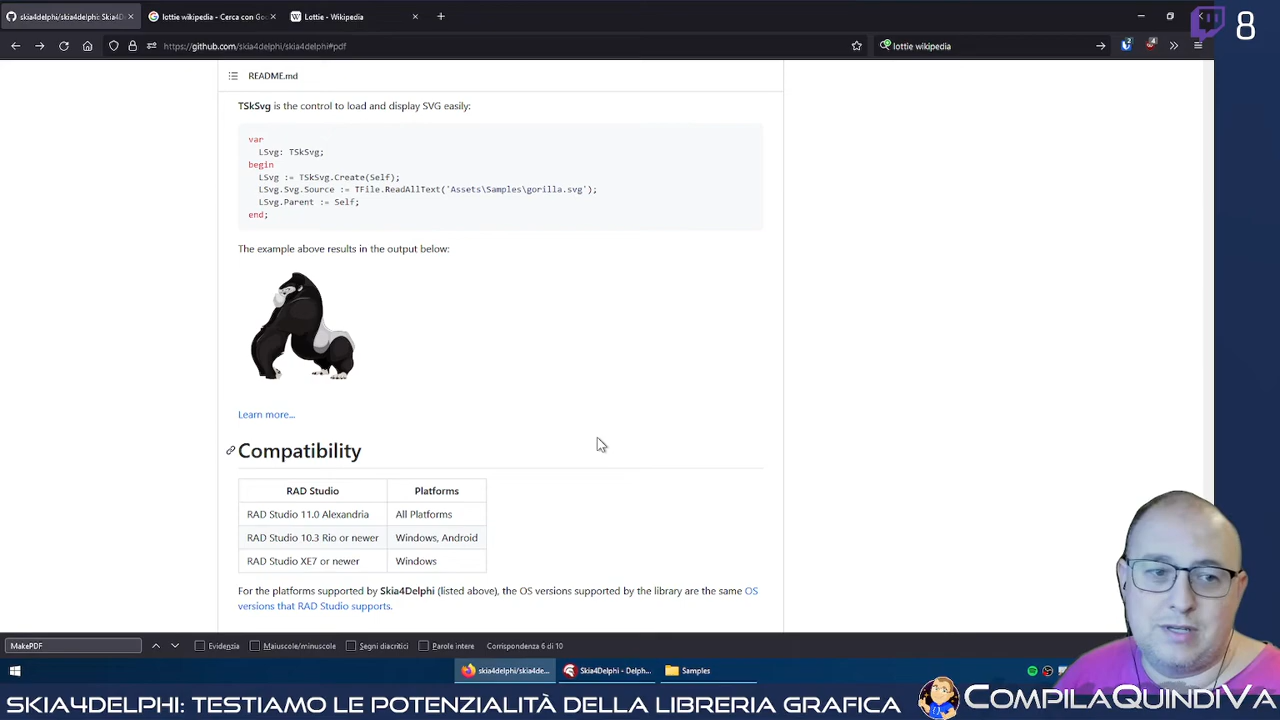 skia4delphi/skia4delphi: Skia4D
lottie wikipedia - Cerca con Go
Lottie - Wikipedia
8
https://github.com/skia4delphi/skia4delphi#pdf
lottie wikipedia
README.md
TSkSvg is the control to load and display SVG easily:
var
LSvg: TSkSvg;
begin
LSvg := TSkSvg.Create(Self);
LSvg.Svg.Source := TFile.ReadAllText('Assets\Samples\gorilla.svg');
LSvg.Parent := Self;
end;
The example above results in the output below:
Learn more...
Compatibility
RAD Studio Platforms
RAD Studio 11.0 Alexandria All Platforms
RAD Studio 10.3 Rio or newer Windows, Android
RAD Studio XE7 or newer Windows
For the platforms supported by Skia4Delphi (listed above), the OS versions supported by the library are the same OS
versions that RAD Studio supports.
MakePDF
Evidenzia
Maiuscole/minuscole
Segni diacritici
Parole intere
Corrispondenza 6 di 10
skia4delphi/skia4de...
Skia4Delphi - Delph...
Samples
SKIA4DELPHI: TESTIAMO LE POTENZIALITÀ DELLA LIBRERIA GRAFICA
COMPILAQUINDIVA